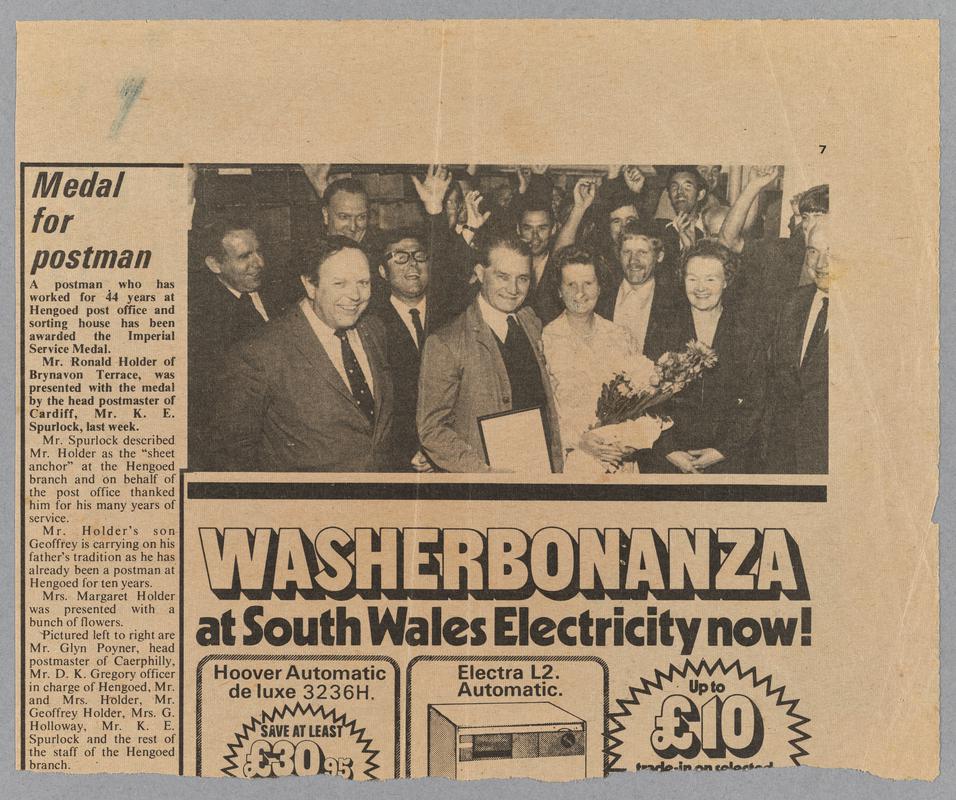 7
Medal
for
postman
A postman who has
worked for 44 years at
Hengoed post office and
sorting house has been
awarded the Imperial
Service Medal.
Mr. Ronald Holder of
Brynavon Terrace, was
presented with the medal
by the head postmaster of
Cardiff, Mr. K. E.
Spurlock, last week.
Mr. Spurlock described
Mr. Holder as the “sheet
anchor” at the Hengoed
branch and on behalf of
the post office thanked
him for his many years of
service.
Mr. Holder's son
Geoffrey is carrying on his
father's tradition as he has
already been a postman at
Hengoed for ten years.
Mrs. Margaret Holder
was presented with a
bunch of flowers.
Pictured left to right are
Mr. Glyn Poyner, head
postmaster of Caerphilly,
Mr. D. K. Gregory officer
in charge of Hengoed, Mr.
and Mrs. Holder, Mr.
Geoffrey Holder, Mrs. G.
Holloway, Mr. K. E.
Spurlock and the rest of
the staff of the Hengoed
branch.
WASHERBONANZA
at South Wales Electricity now!
Hoover Automatic
de luxe 3236H.
SAVE AT LEAST
£30.95
Electra L2.
Automatic.
Up to
£10
trade-in on selected